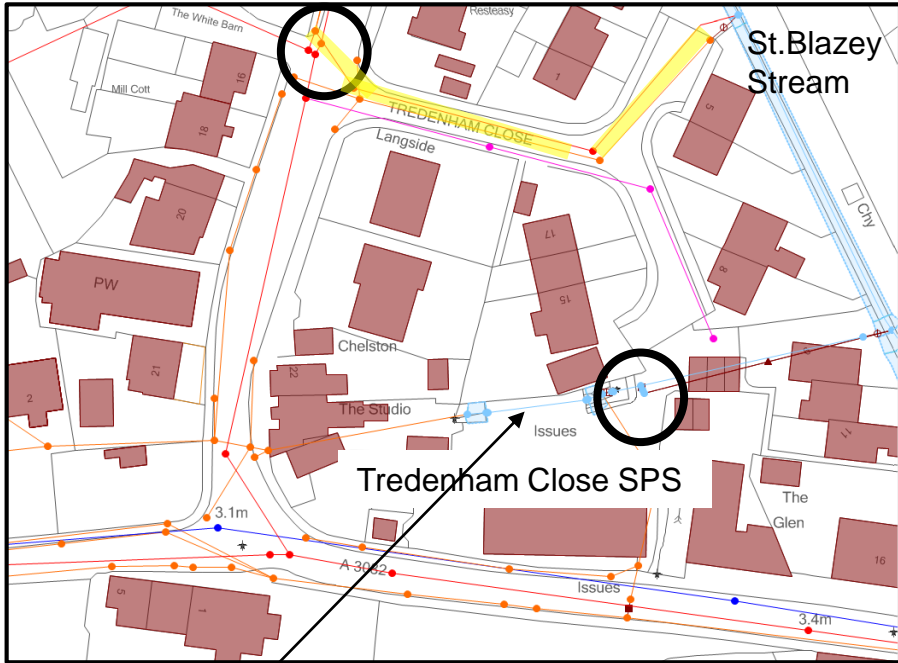 The White Barn
Resteasy
St.Blazey
Stream
16
1
Mill Cott
18
TREDENHAM CLOSE
5
Langside
20
Chy
17
PW
8
15
Chelston
21
22
2
The Studio
Issues
11
Tredenham Close SPS
The
Glen
3.1m
16
A 3082
Issues
5
1
3.4m